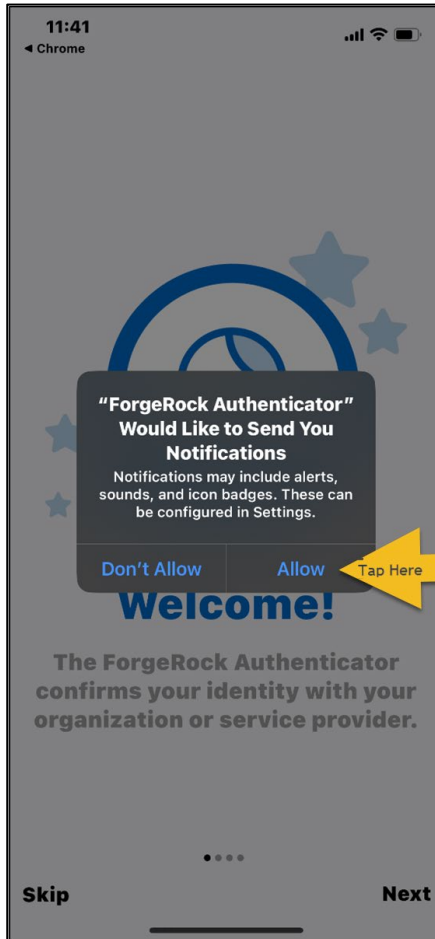 11:41
◀ Chrome
“ForgeRock Authenticator”
Would Like to Send You
Notifications
Notifications may include alerts,
sounds, and icon badges. These can
be configured in Settings.
Don’t Allow
Allow
Tap Here
Welcome!
The ForgeRock Authenticator
confirms your identity with your
organization or service provider.
Skip
Next